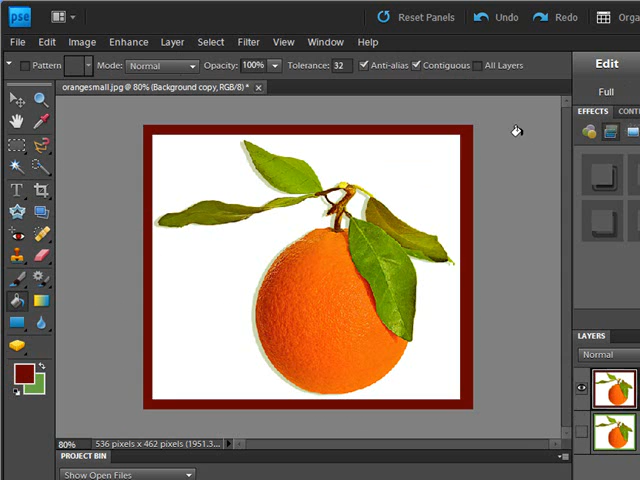 pse Reset Panels Undo Redo Orga
File Edit Image Enhance Layer Select Filter View Window Help
Pattern Mode: Normal Opacity: 100% Tolerance: 32 Anti-alias Contiguous All Layers
Edit
orangesmall.jpg @ 80% (Background copy, RGB/8) *
Full
EFFECTS CONT
LAYERS
Normal
80% 536 pixels x 462 pixels (1951.3...
PROJECT BIN
Show Open Files